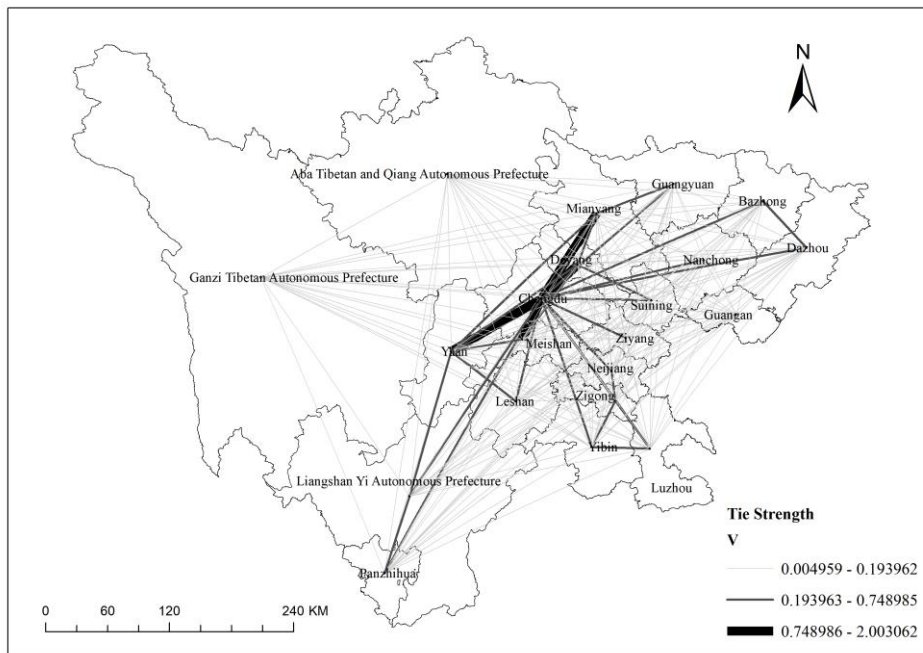 N
Aba Tibetan and Qiang Autonomous Prefecture
Guangyuan
Mianyang
Bazhong
Dazhou
Deyang
Nanchong
Ganzi Tibetan Autonomous Prefecture
Chengdu
Suining
Guangan
Yaan
Meishan
Ziyang
Neijiang
Leshan
Zigong
Yibin
Liangshan Yi Autonomous Prefecture
Luzhou
Panzhihua
Tie Strength
V
0.004959 - 0.193962
0.193963 - 0.748985
0.748986 - 2.003062
0 60 120 240 KM